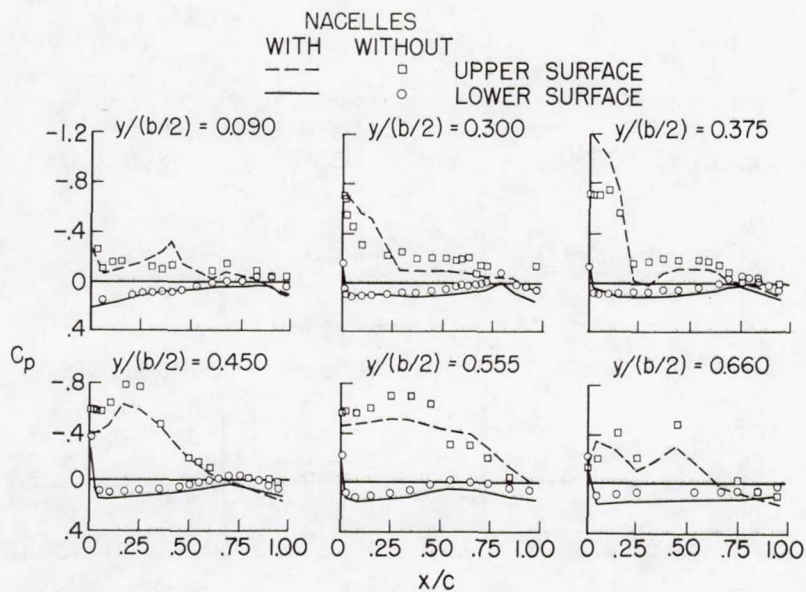 NACELLES
WITH WITHOUT
UPPER SURFACE
LOWER SURFACE
y/(b/2) = 0.090 y/(b/2) = 0.300 y/(b/2) = 0.375
-1.2
-.8
-.4
0
.4
Cp
y/(b/2) = 0.450 y/(b/2) = 0.555 y/(b/2) = 0.660
-.8
-.4
0
.4
0 .25 .50 .75 1.00 0 .25 .50 .75 1.00 0 .25 .50 .75 1.00
x/c